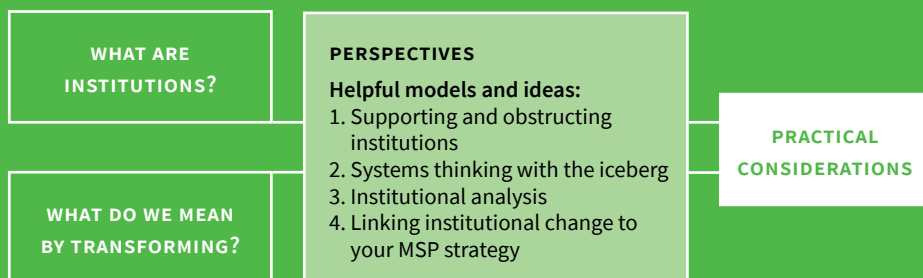 WHAT ARE
INSTITUTIONS?
WHAT DO WE MEAN
BY TRANSFORMING?
PERSPECTIVES
Helpful models and ideas:
1. Supporting and obstructing
institutions
2. Systems thinking with the iceberg
3. Institutional analysis
4. Linking institutional change to
your MSP strategy
PRACTICAL
CONSIDERATIONS